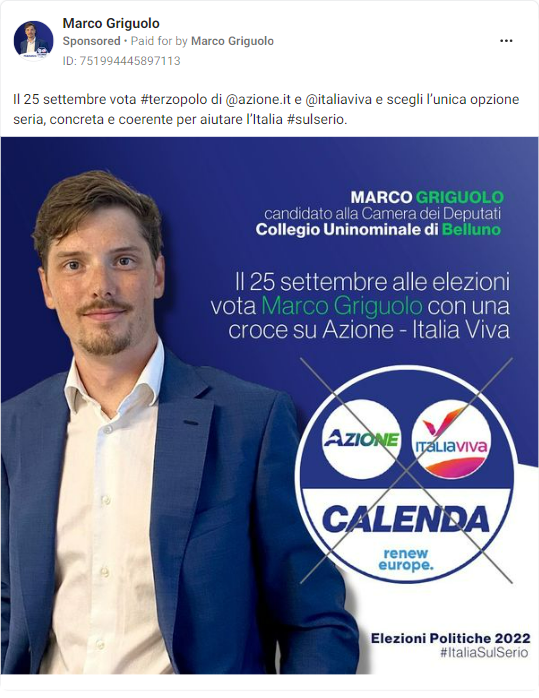 Marco Griguolo
Sponsored • Paid for by Marco Griguolo
ID: 751994445897113
Il 25 settembre vota #terzopolo di @azione.it e @italiaviva e scegli l’unica opzione
seria, concreta e coerente per aiutare l’Italia #sulserio.
MARCO GRIGUOLO
candidato alla Camera dei Deputati
Collegio Uninominale di Belluno
Il 25 settembre alle elezioni
vota Marco Griguolo con una
croce su Azione - Italia Viva
AZIONE
ITALIAVIVA
CALENDA
renew
europe.
Elezioni Politiche 2022
#ItaliaSulSerio